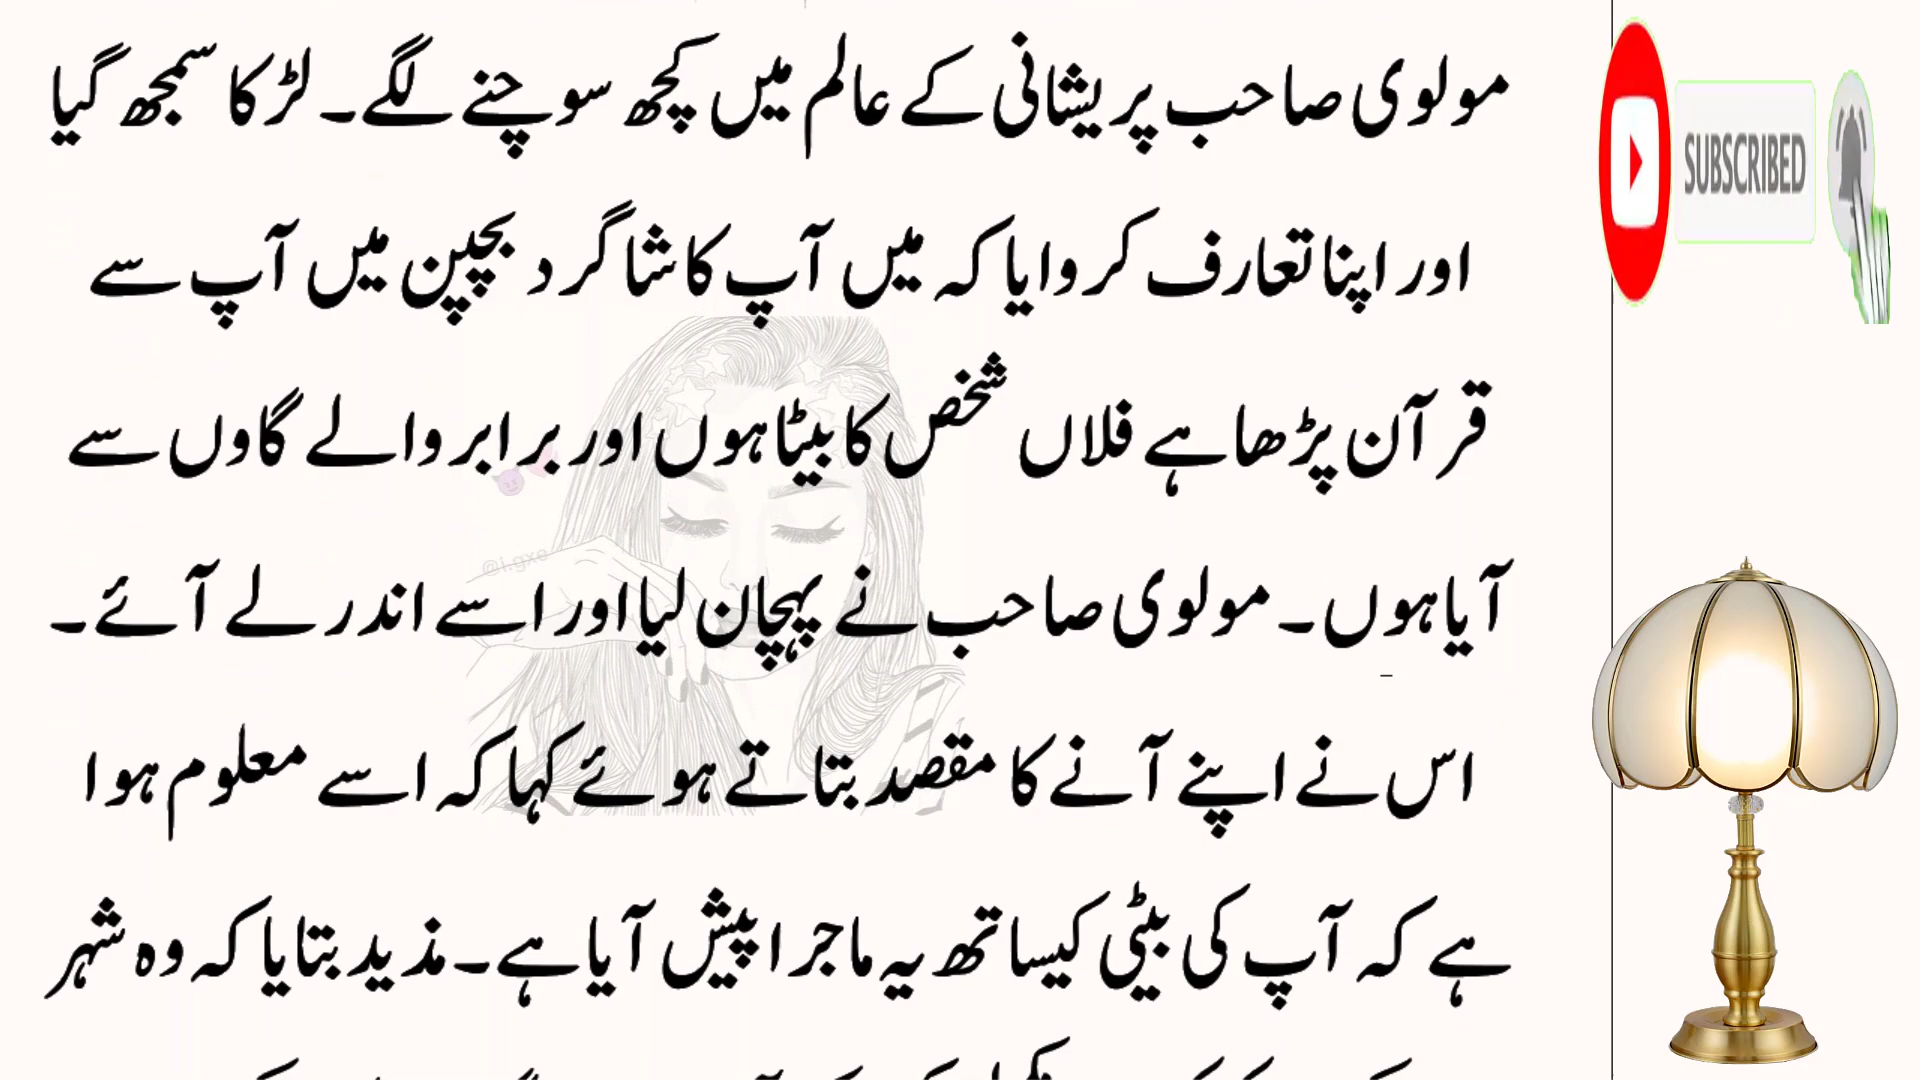 مولوی صاحب پریشانی کے عالم میں کچھ سوچنے لگے۔ لڑکا سمجھ گیا
اور اپنا تعارف کروایا کہ میں آپ کا شاگرد بچپن میں آپ سے
قرآن پڑھا ہے فلاں شخص کا بیٹا ہوں اور برابر والے گاوں سے
آیا ہوں۔ مولوی صاحب نے پہچان لیا اور اسے اندر لے آئے۔
اس نے اپنے آنے کا مقصد بتاتے ہوئے کہا کہ اسے معلوم ہوا
ہے کہ آپ کی بیٹی کیساتھ یہ ماجرا پیش آیا ہے۔ مذید بتایا کہ وہ شہر
SUBSCRIBED
@i.gxe